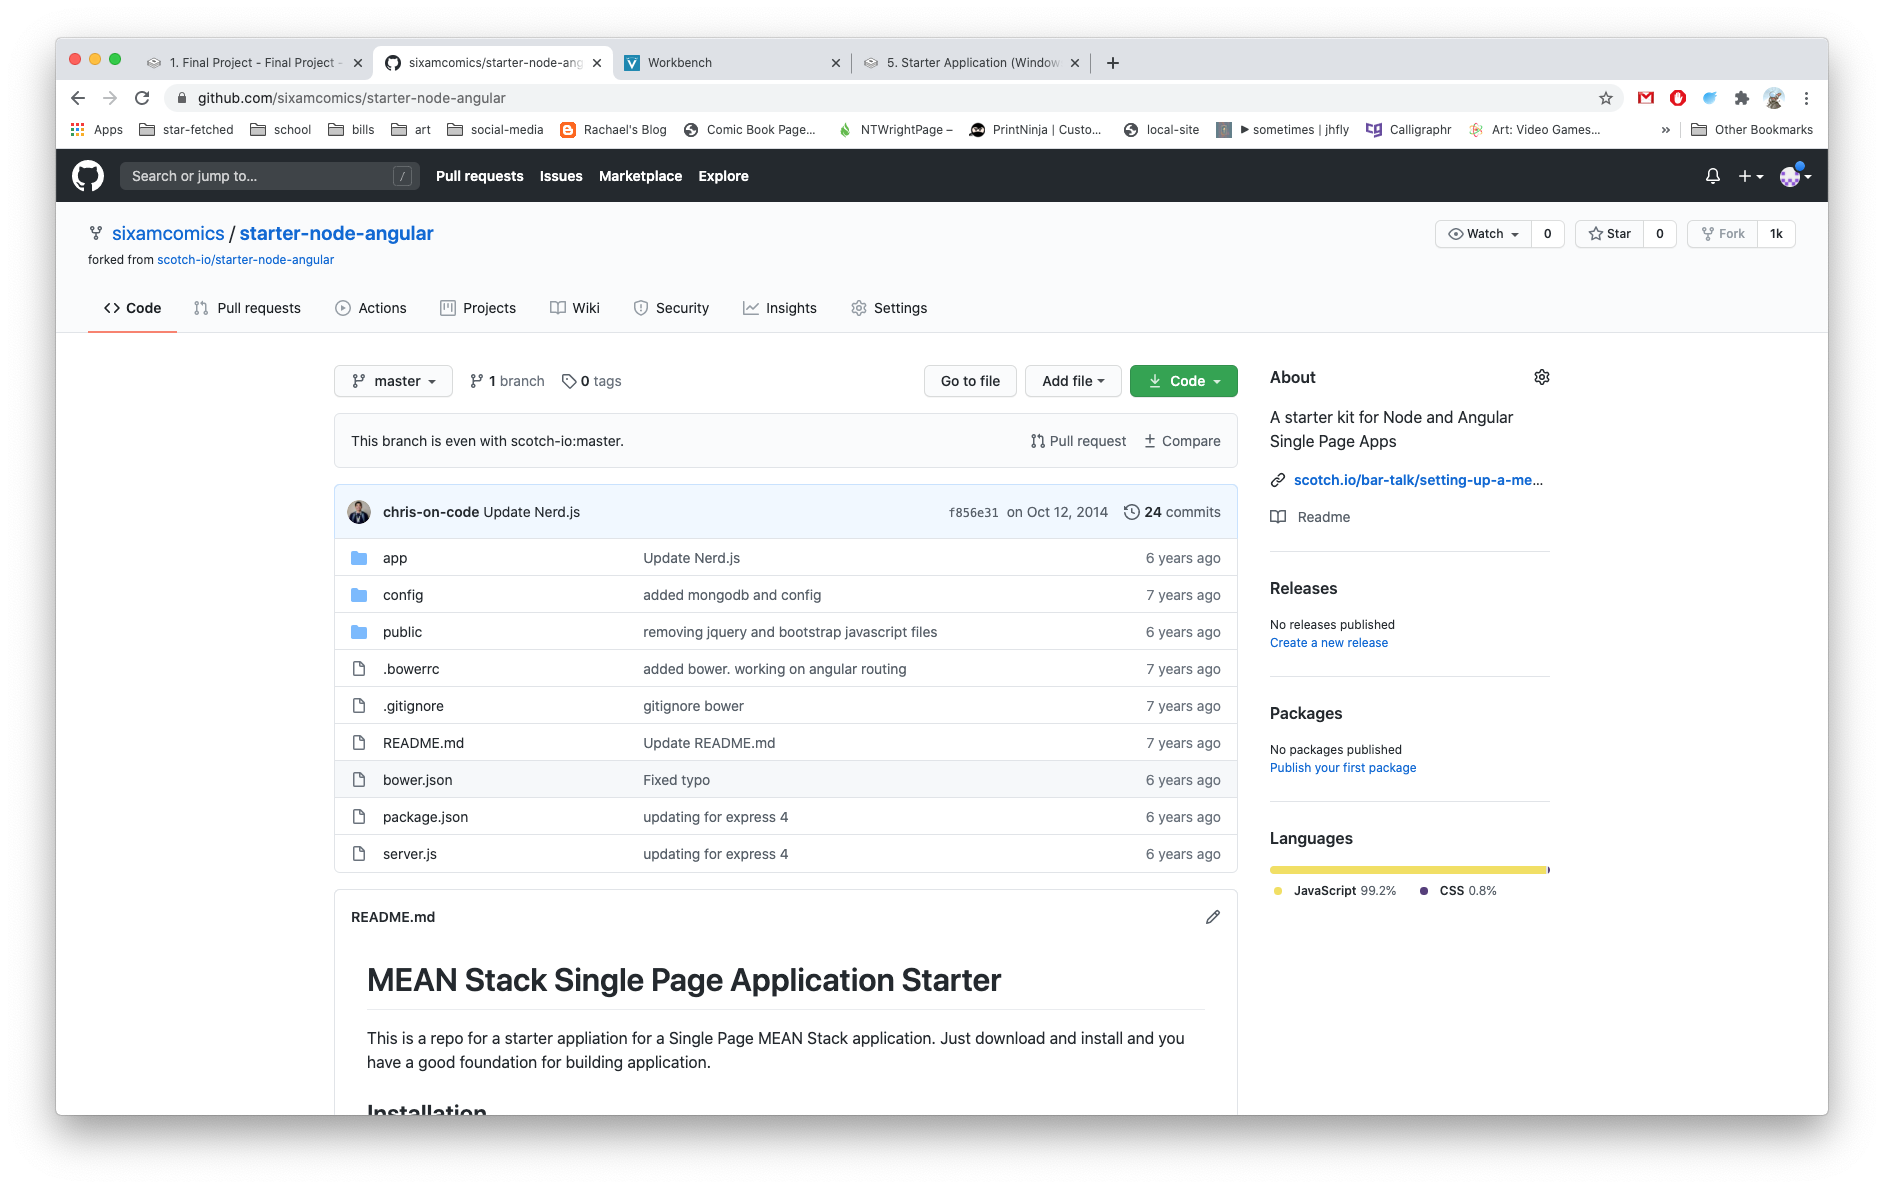 1. Final Project - Final Project -
sixamcomics/starter-node-ang
Workbench
5. Starter Application (Window
github.com/sixamcomics/starter-node-angular
Apps star-fetched school bills art social-media Rachael's Blog Comic Book Page... NTWrightPage – PrintNinja | Custo... local-site ▶ sometimes | jhfly Calligraphr Art: Video Games... » Other Bookmarks
Search or jump to... / Pull requests Issues Marketplace Explore
sixamcomics / starter-node-angular Watch 0 Star 0 Fork 1k
forked from scotch-io/starter-node-angular
Code Pull requests Actions Projects Wiki Security Insights Settings
master 1 branch 0 tags Go to file Add file Code
This branch is even with scotch-io:master. Pull request Compare
chris-on-code Update Nerd.js f856e31 on Oct 12, 2014 24 commits
app Update Nerd.js 6 years ago
config added mongodb and config 7 years ago
public removing jquery and bootstrap javascript files 6 years ago
.bowerrc added bower. working on angular routing 7 years ago
.gitignore gitignore bower 7 years ago
README.md Update README.md 7 years ago
bower.json Fixed typo 6 years ago
package.json updating for express 4 6 years ago
server.js updating for express 4 6 years ago
README.md
MEAN Stack Single Page Application Starter
This is a repo for a starter appliation for a Single Page MEAN Stack application. Just download and install and you
have a good foundation for building application.
Installation
About
A starter kit for Node and Angular
Single Page Apps
scotch.io/bar-talk/setting-up-a-me...
Readme
Releases
No releases published
Create a new release
Packages
No packages published
Publish your first package
Languages
JavaScript 99.2% CSS 0.8%